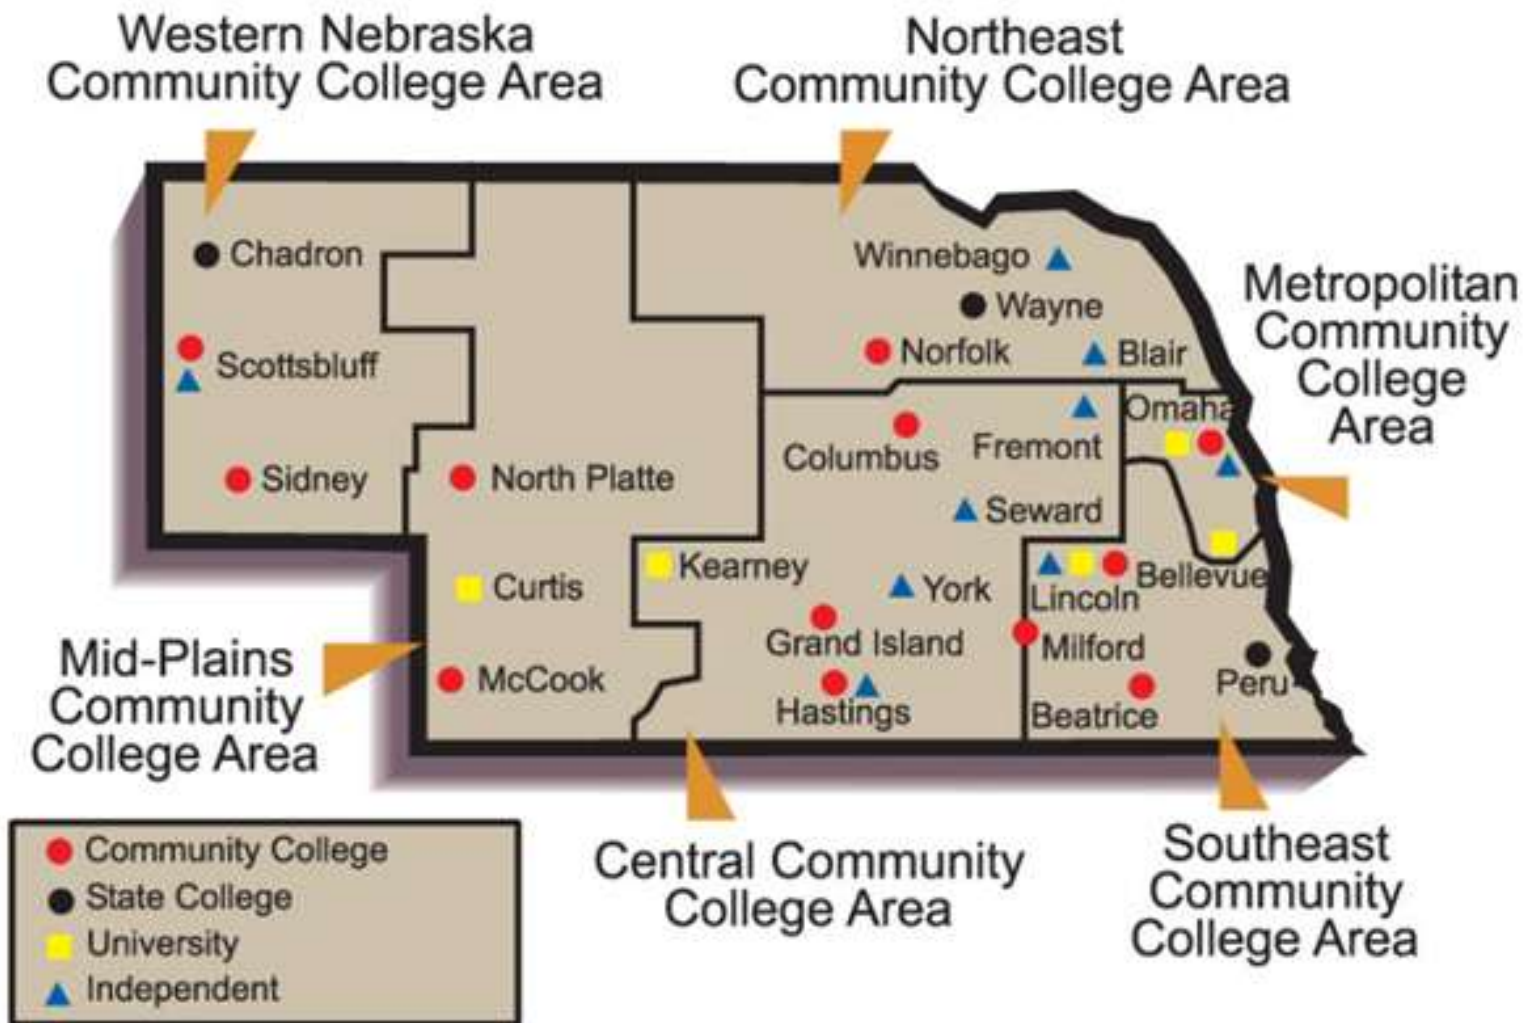 Western Nebraska
Community College Area
Northeast
Community College Area
Metropolitan
Community
College
Area
Chadron
Winnebago
Wayne
Scottsbluff
Norfolk
Blair
Omaha
Columbus
Fremont
Sidney
North Platte
Seward
Kearney
Curtis
York
Lincoln
Bellevue
Grand Island
Milford
McCook
Hastings
Beatrice
Peru
Mid-Plains
Community
College Area
Central Community
College Area
Southeast
Community
College Area
Community College
State College
University
Independent